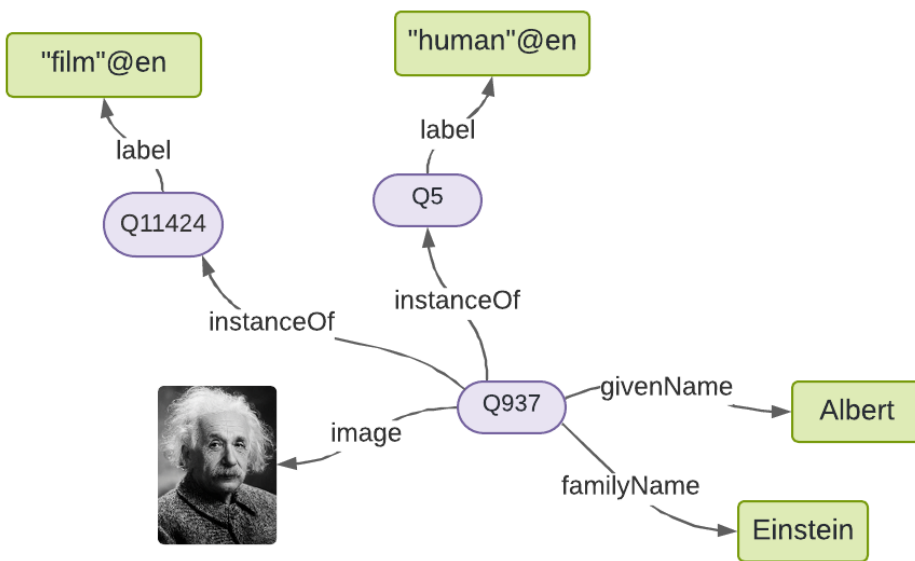 "film"@en
"human"@en
label
label
Q11424
Q5
instanceOf
instanceOf
Q937
givenName
Albert
image
familyName
Einstein